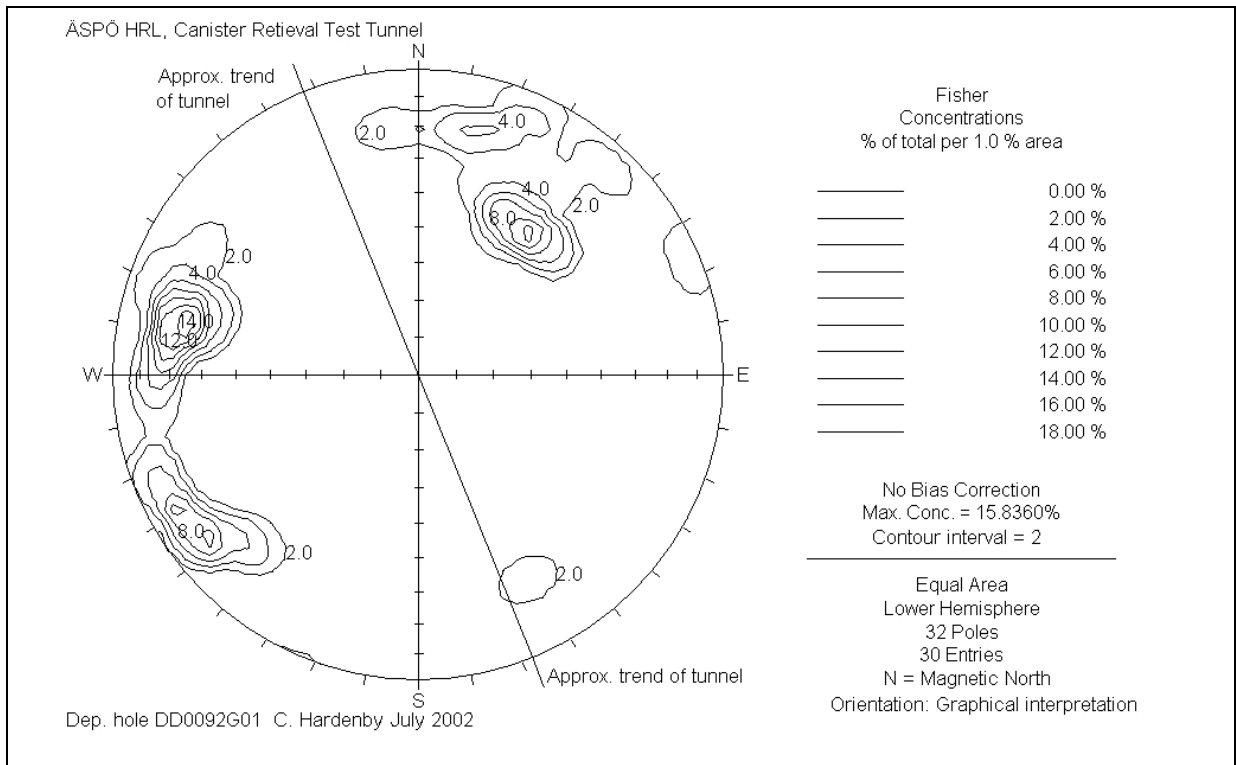 ÄSPÖ HRL, Canister Retieval Test Tunnel
N
Approx. trend
of tunnel
2.0
4.0
4.0
8.0
2.0
2.0
4.0
14.0
12.0
W
E
8.0
2.0
2.0
Approx. trend of tunnel
S
Dep. hole DD0092G01 C. Hardenby July 2002
Fisher
Concentrations
% of total per 1.0 % area
0.00 %
2.00 %
4.00 %
6.00 %
8.00 %
10.00 %
12.00 %
14.00 %
16.00 %
18.00 %
No Bias Correction
Max. Conc. = 15.8360%
Contour interval = 2
Equal Area
Lower Hemisphere
32 Poles
30 Entries
N = Magnetic North
Orientation: Graphical interpretation